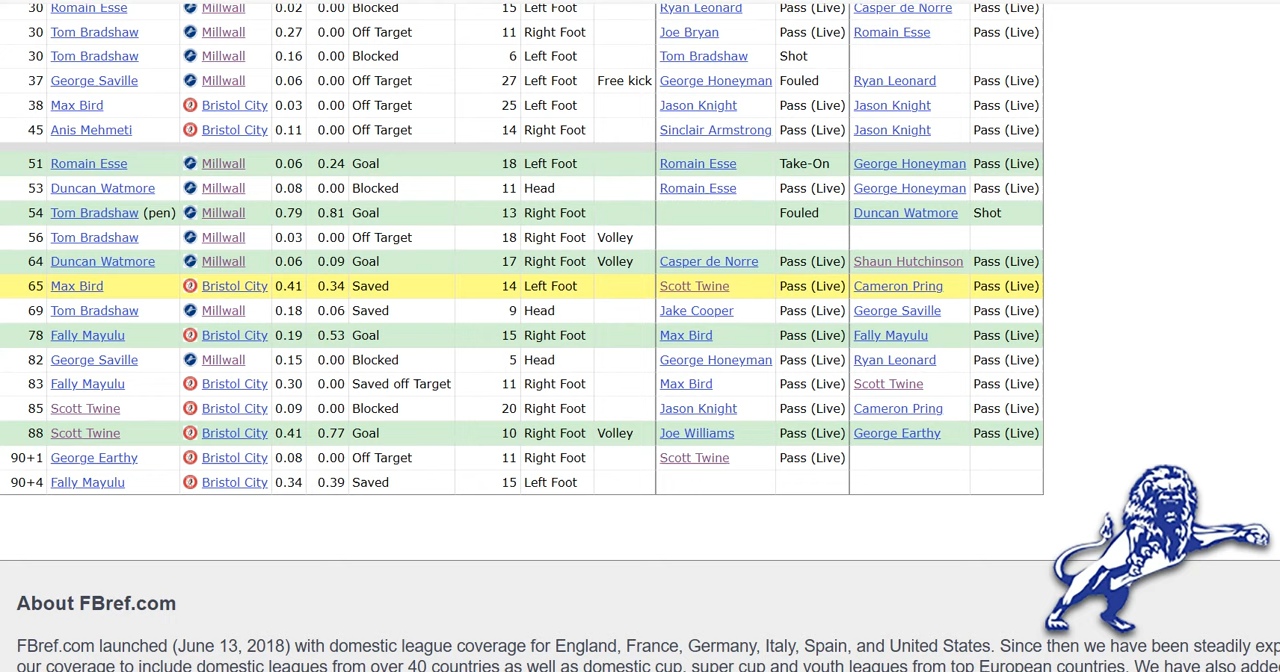 30 Romain Esse Millwall 0.02 0.00 Blocked 15 Left Foot Ryan Leonard Pass (Live) Casper de Norre Pass (Live)
30 Tom Bradshaw Millwall 0.27 0.00 Off Target 11 Right Foot Joe Bryan Pass (Live) Romain Esse Pass (Live)
30 Tom Bradshaw Millwall 0.16 0.00 Blocked 6 Left Foot Tom Bradshaw Shot
37 George Saville Millwall 0.06 0.00 Off Target 27 Left Foot Free kick George Honeyman Fouled Ryan Leonard Pass (Live)
38 Max Bird Bristol City 0.03 0.00 Off Target 25 Left Foot Jason Knight Pass (Live) Jason Knight Pass (Live)
45 Anis Mehmeti Bristol City 0.11 0.00 Off Target 14 Right Foot Sinclair Armstrong Pass (Live) Jason Knight Pass (Live)
51 Romain Esse Millwall 0.06 0.24 Goal 18 Left Foot Romain Esse Take-On George Honeyman Pass (Live)
53 Duncan Watmore Millwall 0.08 0.00 Blocked 11 Head Romain Esse Pass (Live) George Honeyman Pass (Live)
54 Tom Bradshaw (pen) Millwall 0.79 0.81 Goal 13 Right Foot Fouled Duncan Watmore Shot
56 Tom Bradshaw Millwall 0.03 0.00 Off Target 18 Right Foot Volley
64 Duncan Watmore Millwall 0.06 0.09 Goal 17 Right Foot Volley Casper de Norre Pass (Live) Shaun Hutchinson Pass (Live)
65 Max Bird Bristol City 0.41 0.34 Saved 14 Left Foot Scott Twine Pass (Live) Cameron Pring Pass (Live)
69 Tom Bradshaw Millwall 0.18 0.06 Saved 9 Head Jake Cooper Pass (Live) George Saville Pass (Live)
78 Fally Mayulu Bristol City 0.19 0.53 Goal 15 Right Foot Max Bird Pass (Live) Fally Mayulu Pass (Live)
82 George Saville Millwall 0.15 0.00 Blocked 5 Head George Honeyman Pass (Live) Ryan Leonard Pass (Live)
83 Fally Mayulu Bristol City 0.30 0.00 Saved off Target 11 Right Foot Max Bird Pass (Live) Scott Twine Pass (Live)
85 Scott Twine Bristol City 0.09 0.00 Blocked 20 Right Foot Jason Knight Pass (Live) Cameron Pring Pass (Live)
88 Scott Twine Bristol City 0.41 0.77 Goal 10 Right Foot Volley Joe Williams Pass (Live) George Earthy Pass (Live)
90+1 George Earthy Bristol City 0.08 0.00 Off Target 11 Right Foot Scott Twine Pass (Live)
90+4 Fally Mayulu Bristol City 0.34 0.39 Saved 15 Left Foot
About FBref.com
FBref.com launched (June 13, 2018) with domestic league coverage for England, France, Germany, Italy, Spain, and United States. Since then we have been steadily exp
our coverage to include domestic leagues from over 40 countries as well as domestic cup, super cup and youth leagues from top European countries. We have also adde